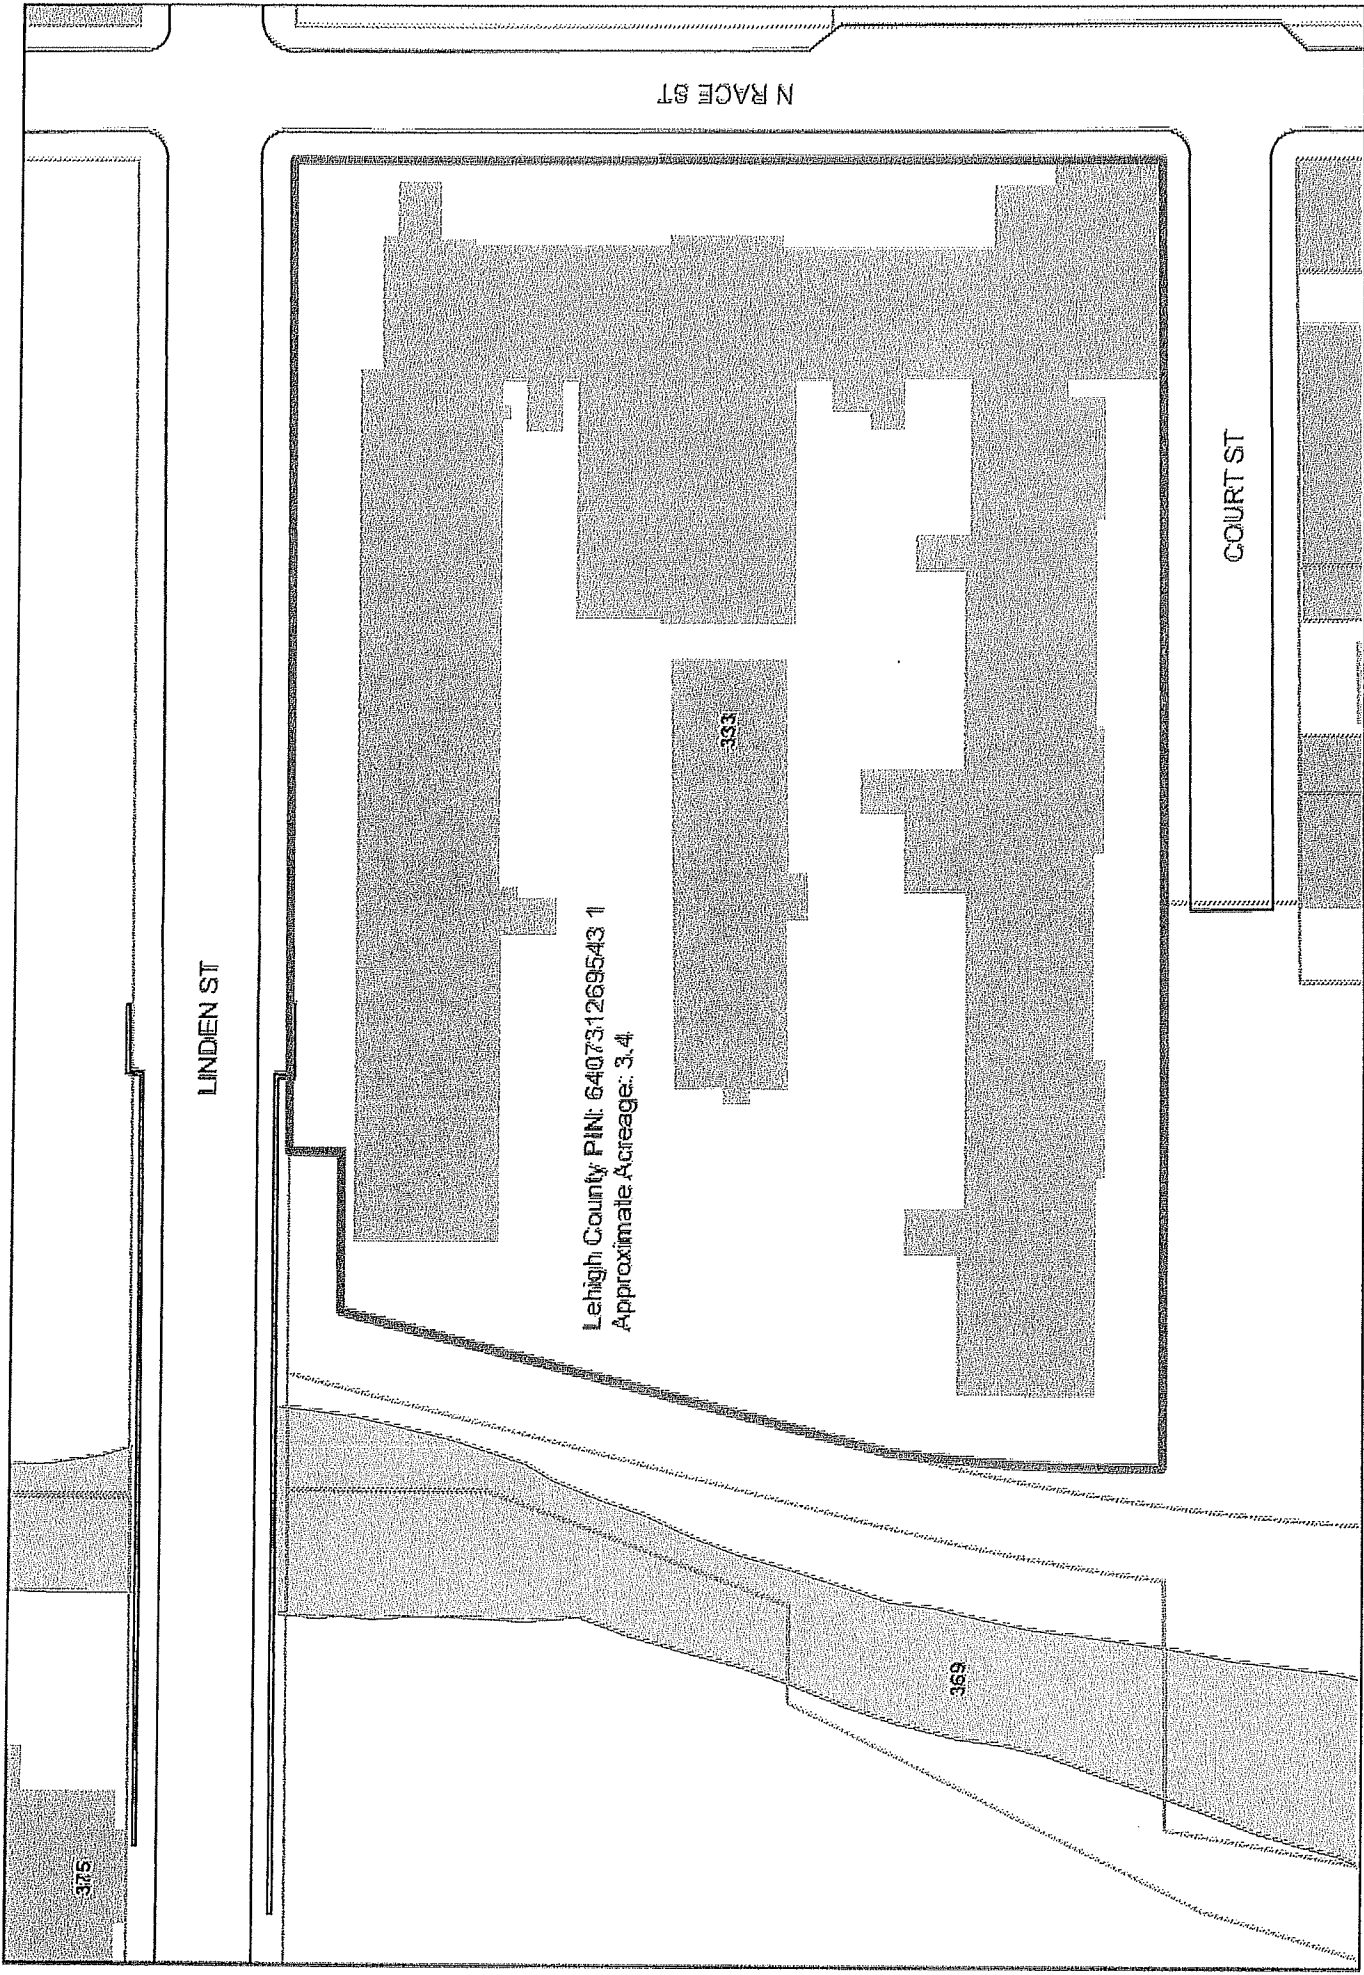 N RACE ST
LINDEN ST
COURT ST
333
Lehigh County PIN: 640731269543 1
Approximate Acreage: 3.4
369
375